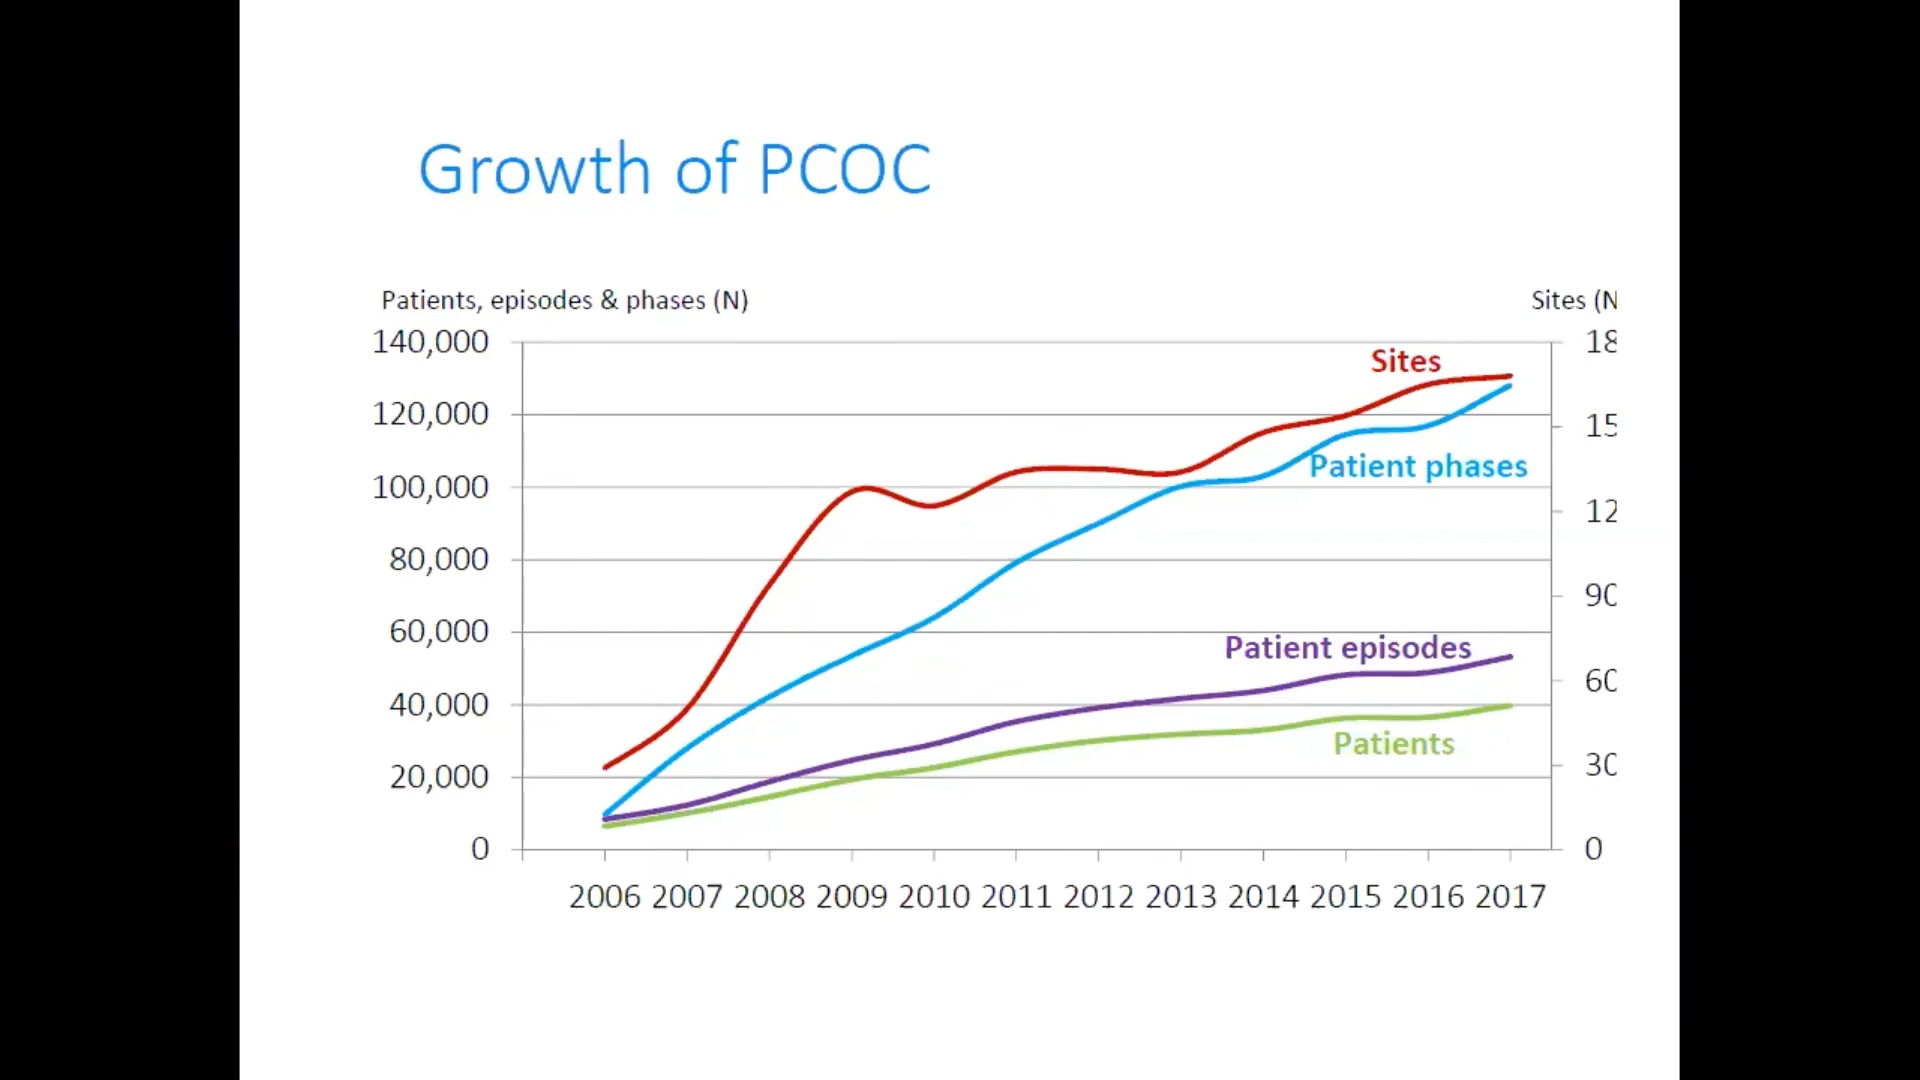 Growth of PCOC
Patients, episodes & phases (N)
Sites (N
140,000
120,000
100,000
80,000
60,000
40,000
20,000
0
18
15
12
90
60
30
0
Sites
Patient phases
Patient episodes
Patients
2006 2007 2008 2009 2010 2011 2012 2013 2014 2015 2016 2017